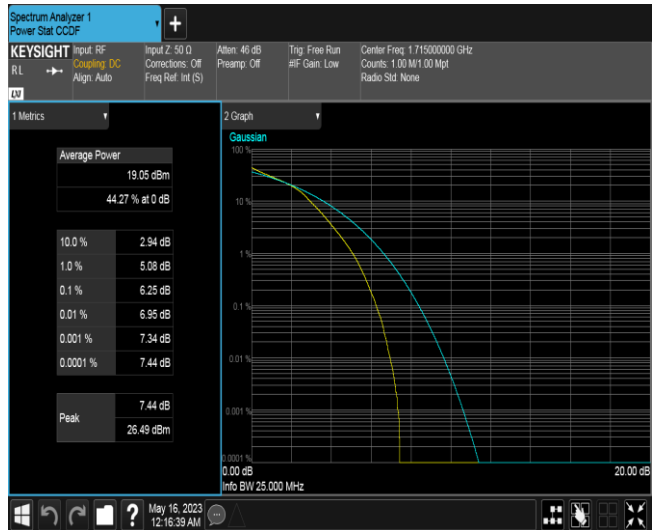 Spectrum Analyzer 1
Power Stat CCDF
+
KEYSIGHT
RL
LXI
Input: RF
Coupling: DC
Align: Auto
Input Z: 50 Ω
Corrections: Off
Freq Ref: Int (S)
Atten: 46 dB
Preamp: Off
Trig: Free Run
#IF Gain: Low
Center Freq: 1.715000000 GHz
Counts: 1.00 M/1.00 Mpt
Radio Std: None
1 Metrics
Average Power
19.05 dBm
44.27 % at 0 dB
10.0 % 2.94 dB
1.0 % 5.08 dB
0.1 % 6.25 dB
0.01 % 6.95 dB
0.001 % 7.34 dB
0.0001 % 7.44 dB
Peak
7.44 dB
26.49 dBm
2 Graph
Gaussian
100 %
10 %
1 %
0.1 %
0.01 %
0.001 %
0.0001 %
0.00 dB
20.00 dB
Info BW 25.000 MHz
?
May 16, 2023
12:16:39 AM